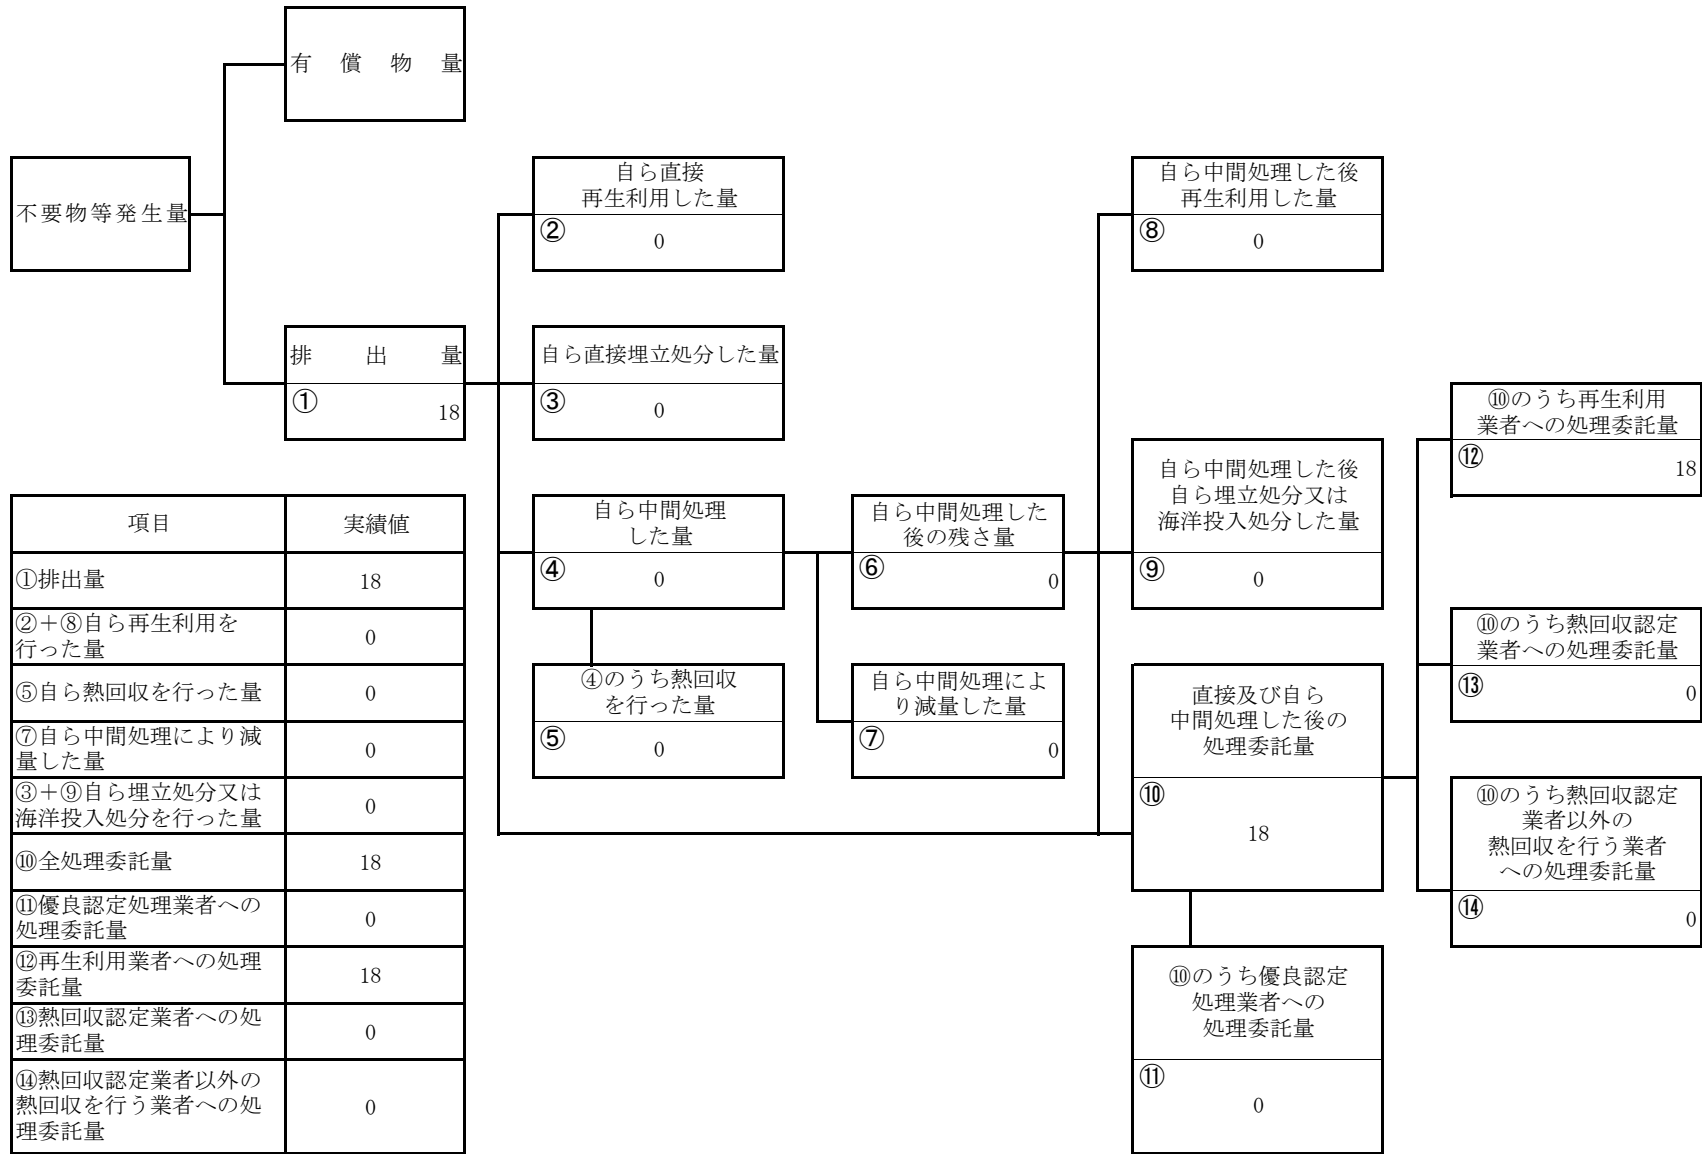 有償物量
不要物等発生量
排出量
①
18
自ら直接
再生利用した量
②
0
自ら直接埋立処分した量
③
0
自ら中間処理
した量
④
0
④のうち熱回収
を行った量
⑤
0
自ら中間処理した
後の残さ量
⑥
0
自ら中間処理によ
り減量した量
⑦
0
自ら中間処理した後
再生利用した量
⑧
0
自ら中間処理した後
自ら埋立処分又は
海洋投入処分した量
⑨
0
直接及び自ら
中間処理した後の
処理委託量
⑩
18
⑩のうち優良認定
処理業者への
処理委託量
⑪
0
⑩のうち再生利用
業者への処理委託量
⑫
18
⑩のうち熱回収認定
業者への処理委託量
⑬
0
⑩のうち熱回収認定
業者以外の
熱回収を行う業者
への処理委託量
⑭
0
項目 実績値
①排出量 18
②＋⑧自ら再生利用を
行った量 0
⑤自ら熱回収を行った量 0
⑦自ら中間処理により減
量した量 0
③＋⑨自ら埋立処分又は
海洋投入処分を行った量 0
⑩全処理委託量 18
⑪優良認定処理業者への
処理委託量 0
⑫再生利用業者への処理
委託量 18
⑬熱回収認定業者への処
理委託量 0
⑭熱回収認定業者以外の
熱回収を行う業者への処
理委託量 0